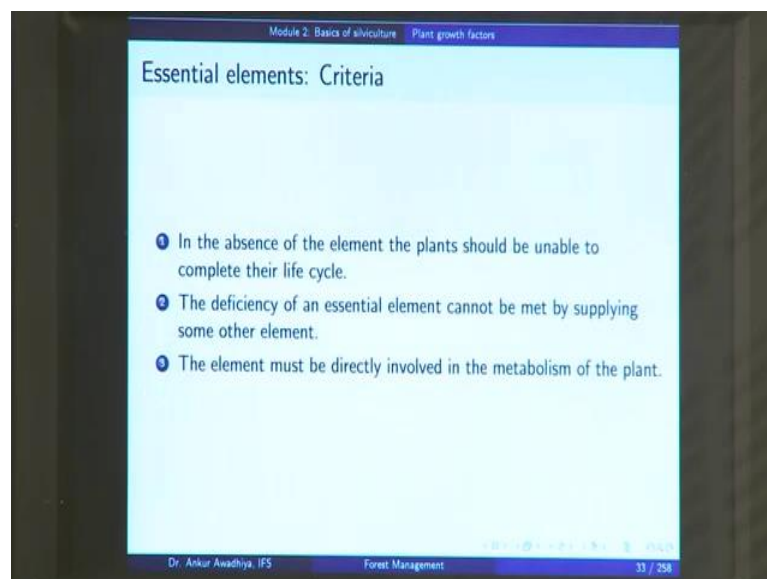 Module 2: Basics of silviculture Plant growth factors
Essential elements: Criteria
1 In the absence of the element the plants should be unable to
complete their life cycle.
2 The deficiency of an essential element cannot be met by supplying
some other element.
3 The element must be directly involved in the metabolism of the plant.
Dr. Ankur Awadhiya, IFS Forest Management 33 / 258